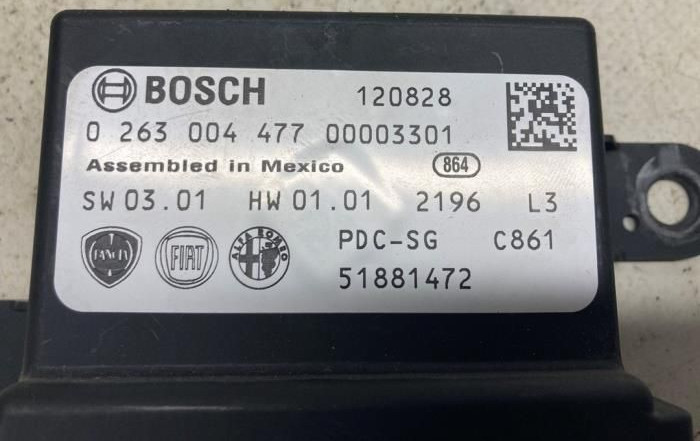 BOSCH 120828
0 263 004 477 00003301
Assembled in Mexico 864
SW 03.01 HW 01.01 2196 L3
LANCIA FIAT ALFA ROMEO PDC-SG C861
51881472